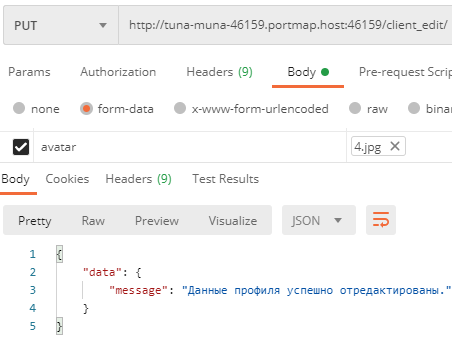 PUT http://tuna-muna-46159.portmap.host:46159/client_edit/
Params Authorization Headers (9) Body Pre-request Scrip
none form-data x-www-form-urlencoded raw binar
avatar 4.jpg
Body Cookies Headers (9) Test Results
Pretty Raw Preview Visualize JSON
1 {
2 "data": {
3 "message": "Данные профиля успешно отредактированы."
4 }
5 }